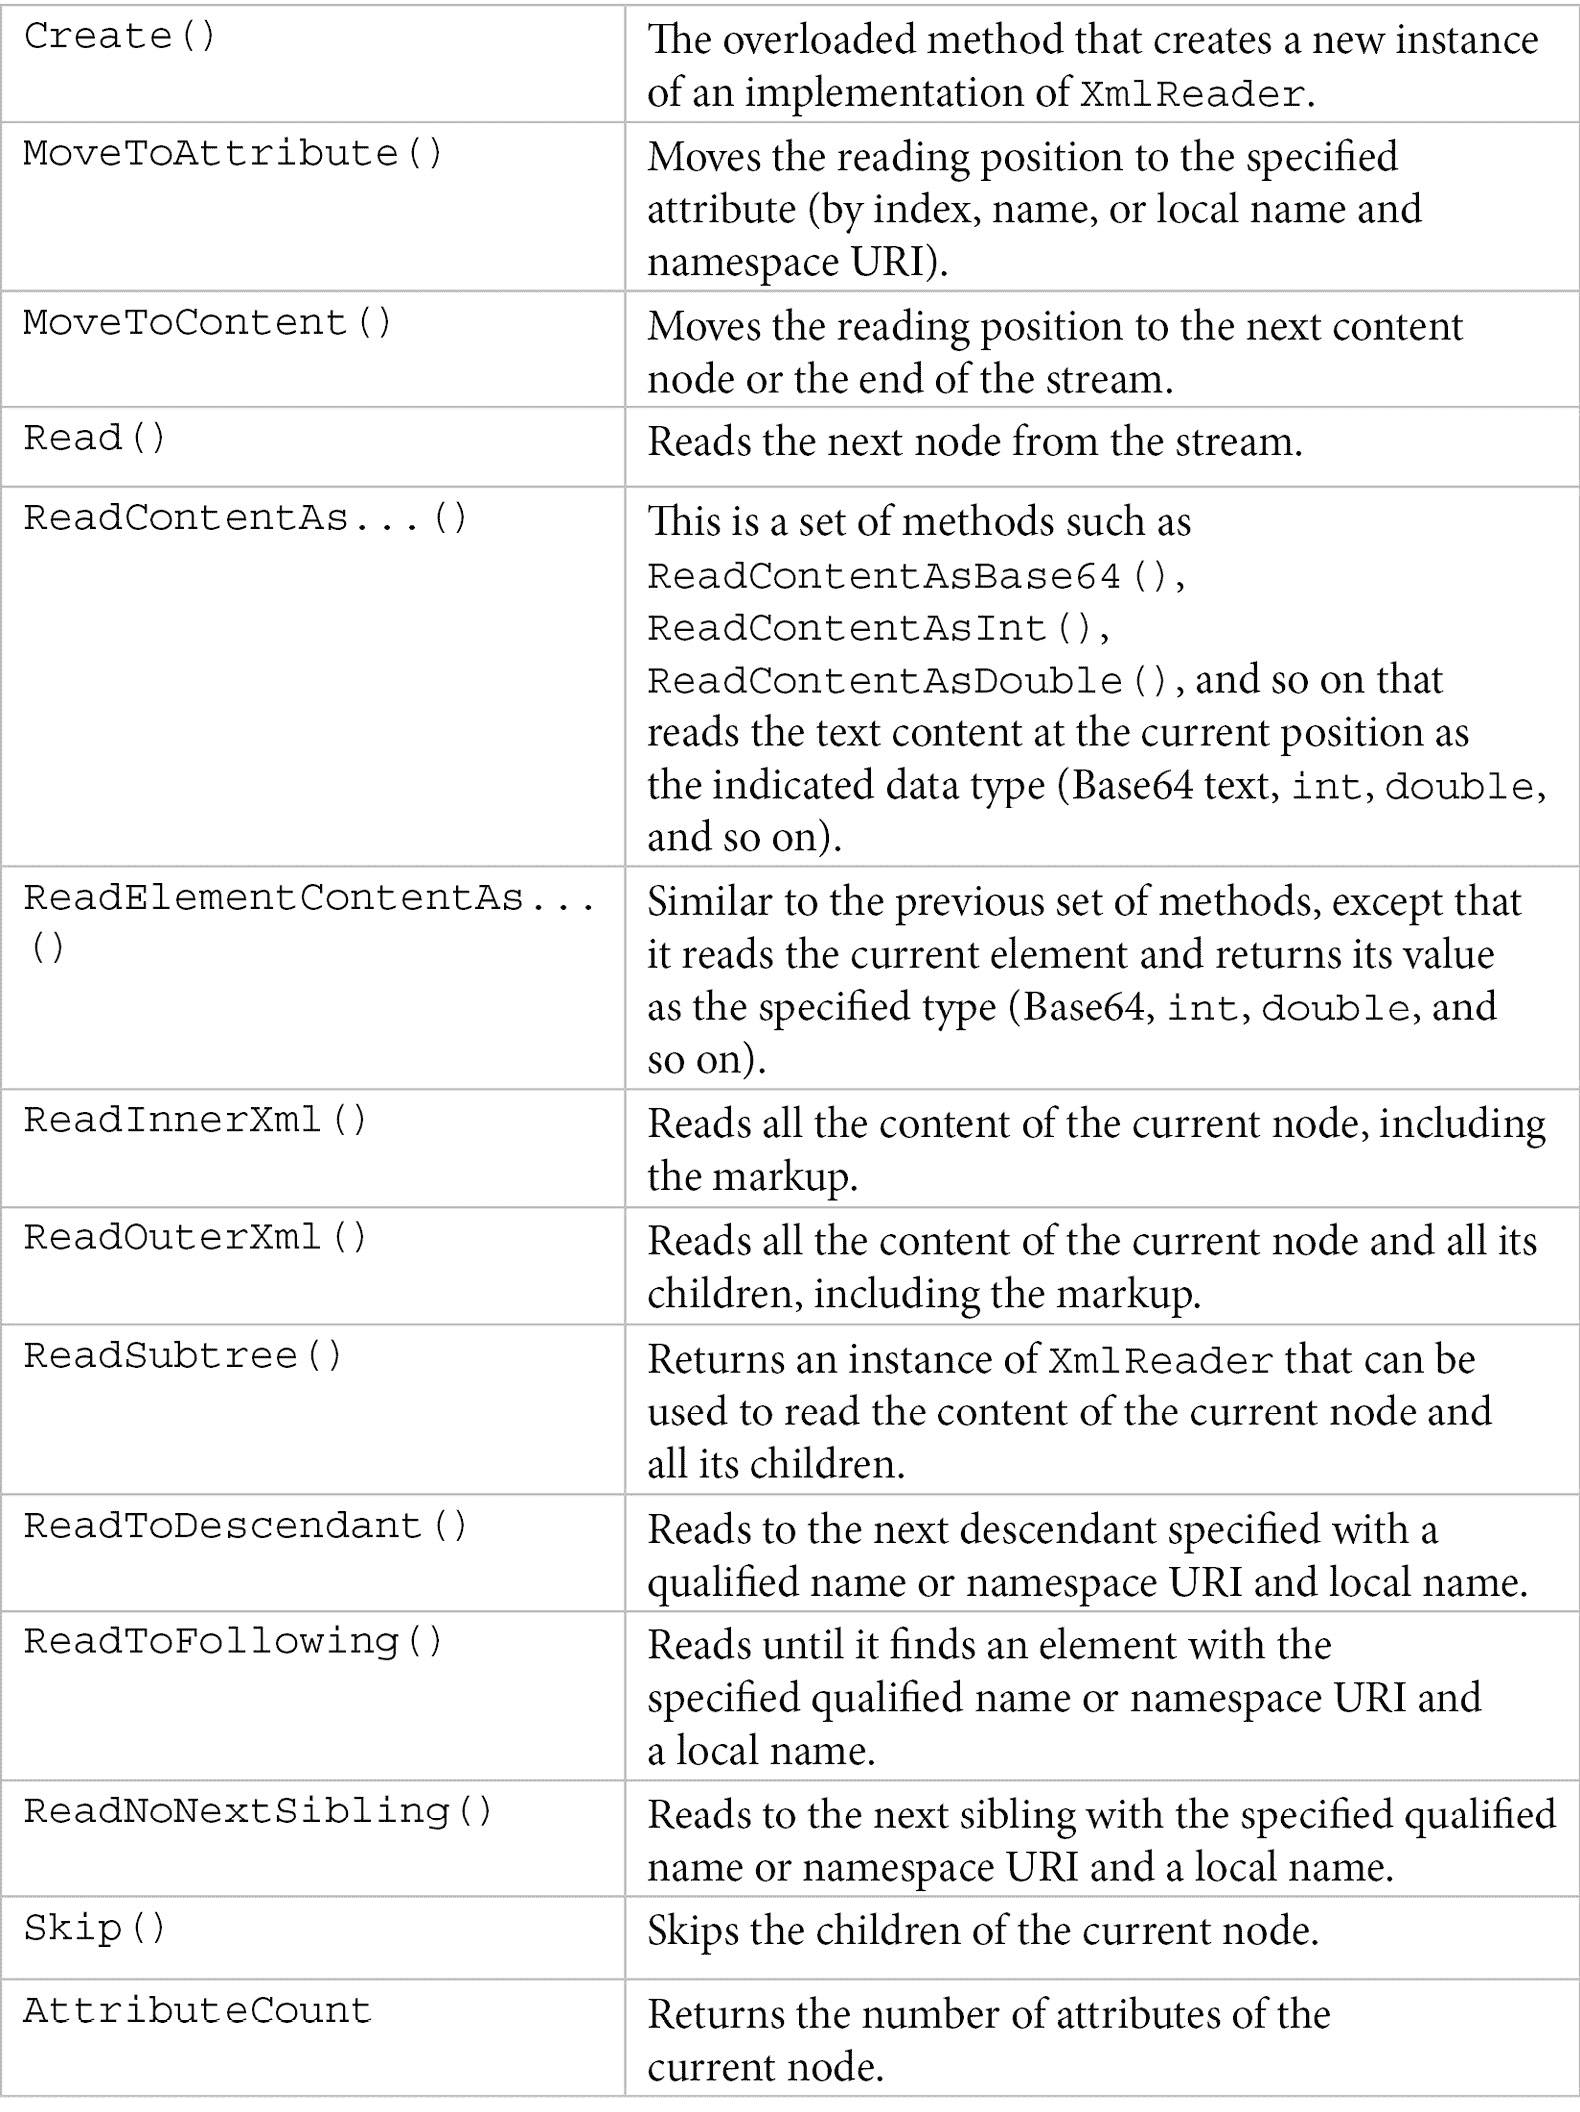 Create()
The overloaded method that creates a new instance
of an implementation of XmlReader.
MoveToAttribute()
Moves the reading position to the specified
attribute (by index, name, or local name and
namespace URI).
MoveToContent()
Moves the reading position to the next content
node or the end of the stream.
Read()
Reads the next node from the stream.
ReadContentAs...()
This is a set of methods such as
ReadContentAsBase64(),
ReadContentAsInt(),
ReadContentAsDouble(), and so on that
reads the text content at the current position as
the indicated data type (Base64 text, int, double,
and so on).
ReadElementContentAs...
()
Similar to the previous set of methods, except that
it reads the current element and returns its value
as the specified type (Base64, int, double, and
so on).
ReadInnerXml()
Reads all the content of the current node, including
the markup.
ReadOuterXml()
Reads all the content of the current node and all its
children, including the markup.
ReadSubtree()
Returns an instance of XmlReader that can be
used to read the content of the current node and
all its children.
ReadToDescendant()
Reads to the next descendant specified with a
qualified name or namespace URI and local name.
ReadToFollowing()
Reads until it finds an element with the
specified qualified name or namespace URI and
a local name.
ReadNoNextSibling()
Reads to the next sibling with the specified qualified
name or namespace URI and a local name.
Skip()
Skips the children of the current node.
AttributeCount
Returns the number of attributes of the
current node.